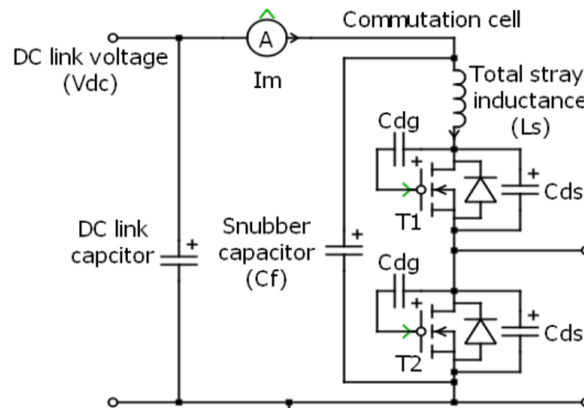 Commutation cell
A
DC link voltage
(Vdc)
Im
Total stray
inductance
(Ls)
Cdg
Cds
T1
DC link
capcitor
Snubber
capacitor
(Cf)
Cdg
Cds
T2